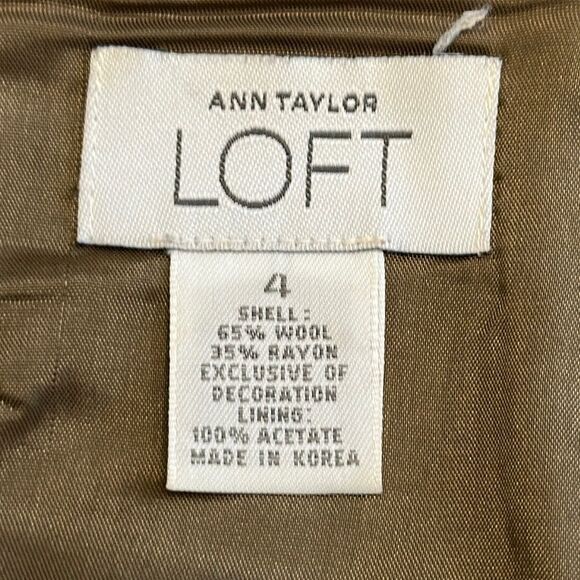 ANN TAYLOR
LOFT
4
SHELL:
65% WOOL
35% RAYON
EXCLUSIVE OF
DECORATION
LINING:
100% ACETATE
MADE IN KOREA